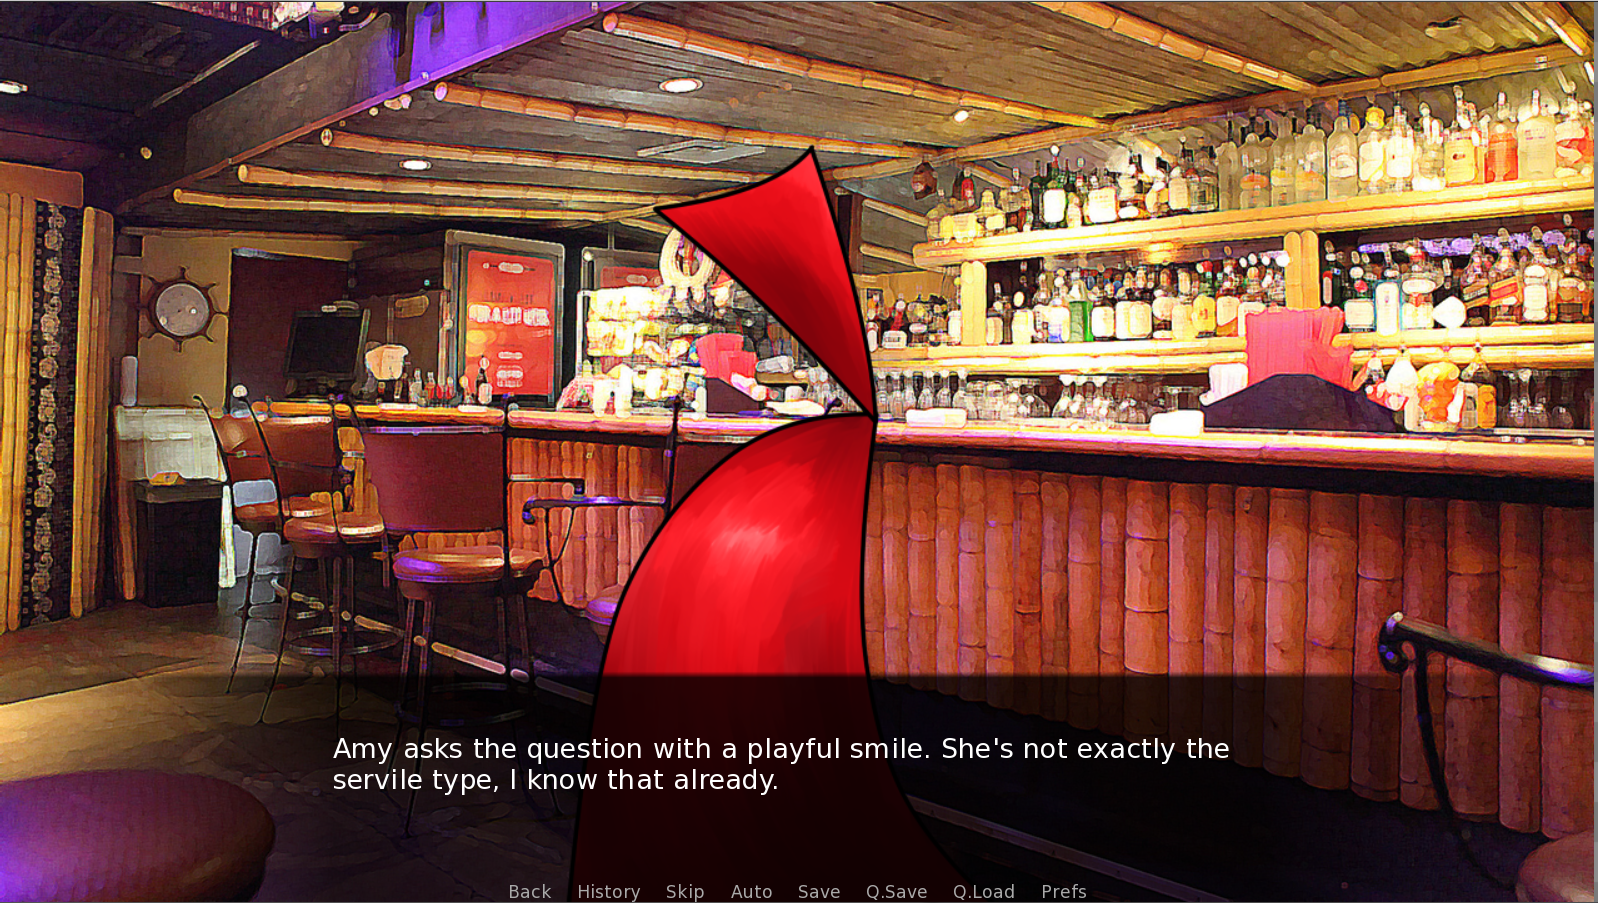 Amy asks the question with a playful smile. She's not exactly the
servile type, I know that already.
Back History Skip Auto Save Q.Save Q.Load Prefs